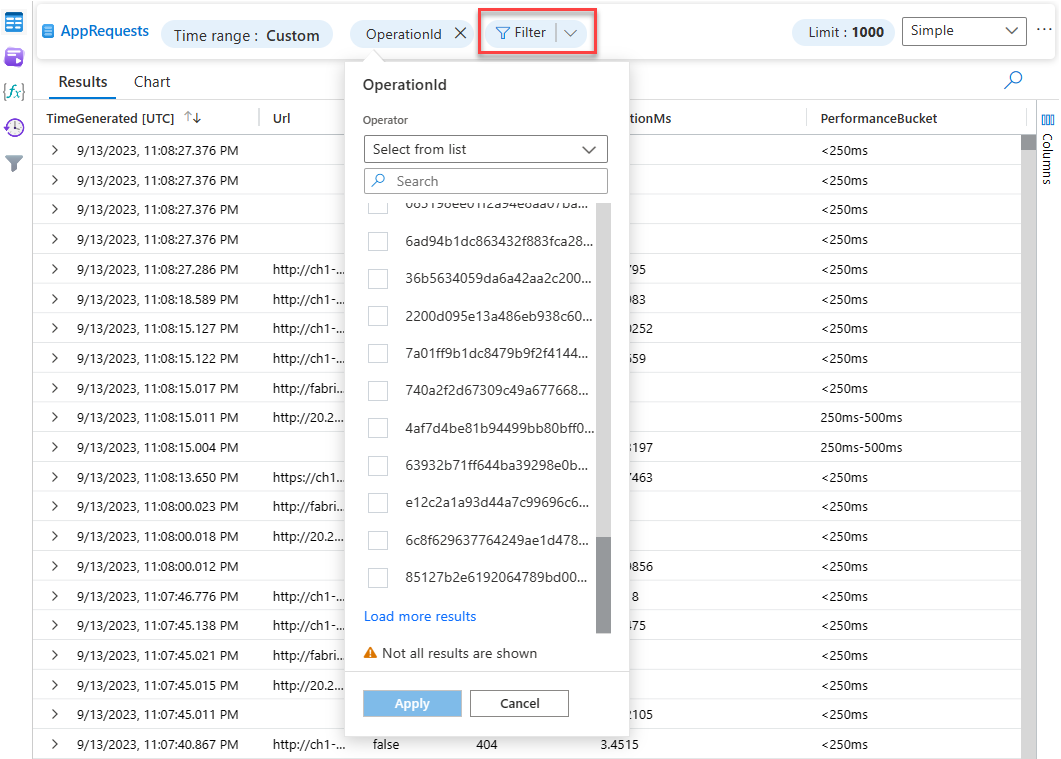 AppRequests
Time range : Custom
OperationId
Filter
Limit : 1000
Simple
Results
Chart
TimeGenerated [UTC]
Url
tionMs
PerformanceBucket
Columns
OperationId
Operator
Select from list
Search
6ad94b1dc863432f883fca28...
36b5634059da6a42aa2c200...
2200d095e13a486eb938c60...
7a01ff9b1dc8479b9f2f4144...
740a2f2d67309c49a677668...
4af7d4be81b94499bb80bff0...
63932b71ff644ba39298e0b...
e12c2a1a93d44a7c99696c6...
6c8f629637764249ae1d478...
85127b2e6192064789bd00...
Load more results
Not all results are shown
Apply
Cancel
9/13/2023, 11:08:27.376 PM <250ms
9/13/2023, 11:08:27.376 PM <250ms
9/13/2023, 11:08:27.376 PM <250ms
9/13/2023, 11:08:27.376 PM <250ms
9/13/2023, 11:08:27.286 PM http://ch1-... 795 <250ms
9/13/2023, 11:08:18.589 PM http://ch1-... 083 <250ms
9/13/2023, 11:08:15.127 PM http://ch1-... 0252 <250ms
9/13/2023, 11:08:15.122 PM http://ch1-... 659 <250ms
9/13/2023, 11:08:15.017 PM http://fabri... <250ms
9/13/2023, 11:08:15.011 PM http://20.2... 250ms-500ms
9/13/2023, 11:08:15.004 PM 197 250ms-500ms
9/13/2023, 11:08:13.650 PM https://ch1... 7463 <250ms
9/13/2023, 11:08:00.023 PM http://fabri... <250ms
9/13/2023, 11:08:00.018 PM http://20.2... <250ms
9/13/2023, 11:08:00.012 PM 9856 <250ms
9/13/2023, 11:07:46.776 PM http://ch1-... 8 <250ms
9/13/2023, 11:07:45.138 PM http://ch1-... 475 <250ms
9/13/2023, 11:07:45.021 PM http://fabri... <250ms
9/13/2023, 11:07:45.015 PM http://20.2... <250ms
9/13/2023, 11:07:45.011 PM 2105 <250ms
9/13/2023, 11:07:40.867 PM http://ch1-... false 404 3.4515 <250ms